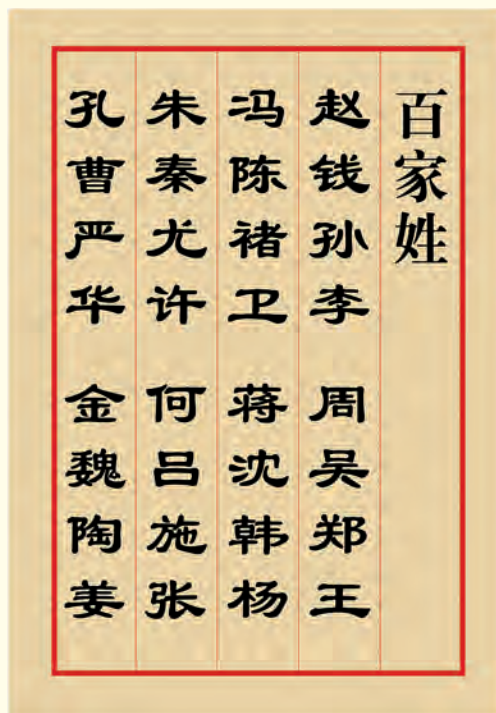 百家姓
赵钱孙李 周吴郑王
冯陈褚卫 蒋沈韩杨
朱秦尤许 何吕施张
孔曹严华 金魏陶姜